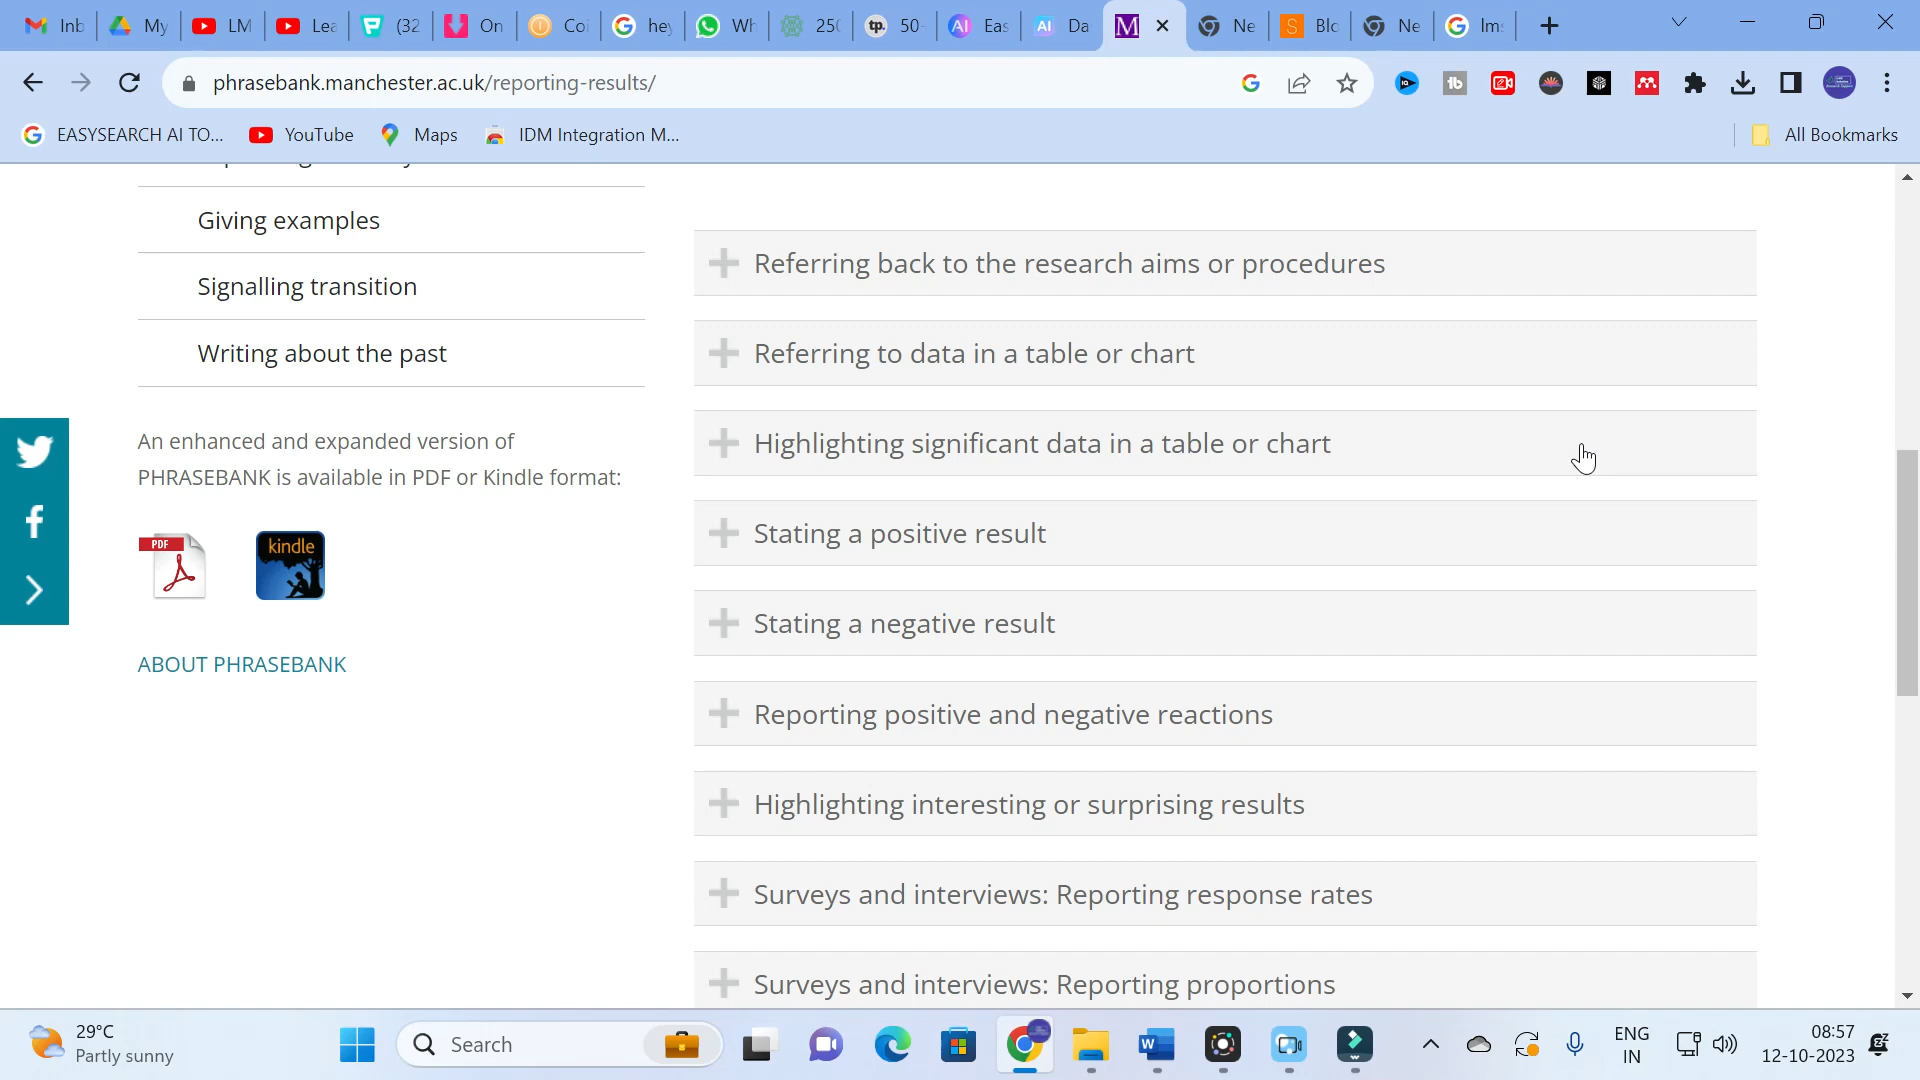 Inb
My
LM
Lea
(32
On
Coi
hey
Wh
250
tp.
50-
AI
Eas
AI
Da
M
Ne
S
Blo
Ne
Ims
phrasebank.manchester.ac.uk/reporting-results/
EASYSEARCH AI TO...
YouTube
Maps
IDM Integration M...
All Bookmarks
Giving examples
Signalling transition
Writing about the past
An enhanced and expanded version of
PHRASEBANK is available in PDF or Kindle format:
PDF
kindle
ABOUT PHRASEBANK
Referring back to the research aims or procedures
Referring to data in a table or chart
Highlighting significant data in a table or chart
Stating a positive result
Stating a negative result
Reporting positive and negative reactions
Highlighting interesting or surprising results
Surveys and interviews: Reporting response rates
Surveys and interviews: Reporting proportions
29°C
Partly sunny
Search
ENG
IN
08:57
12-10-2023